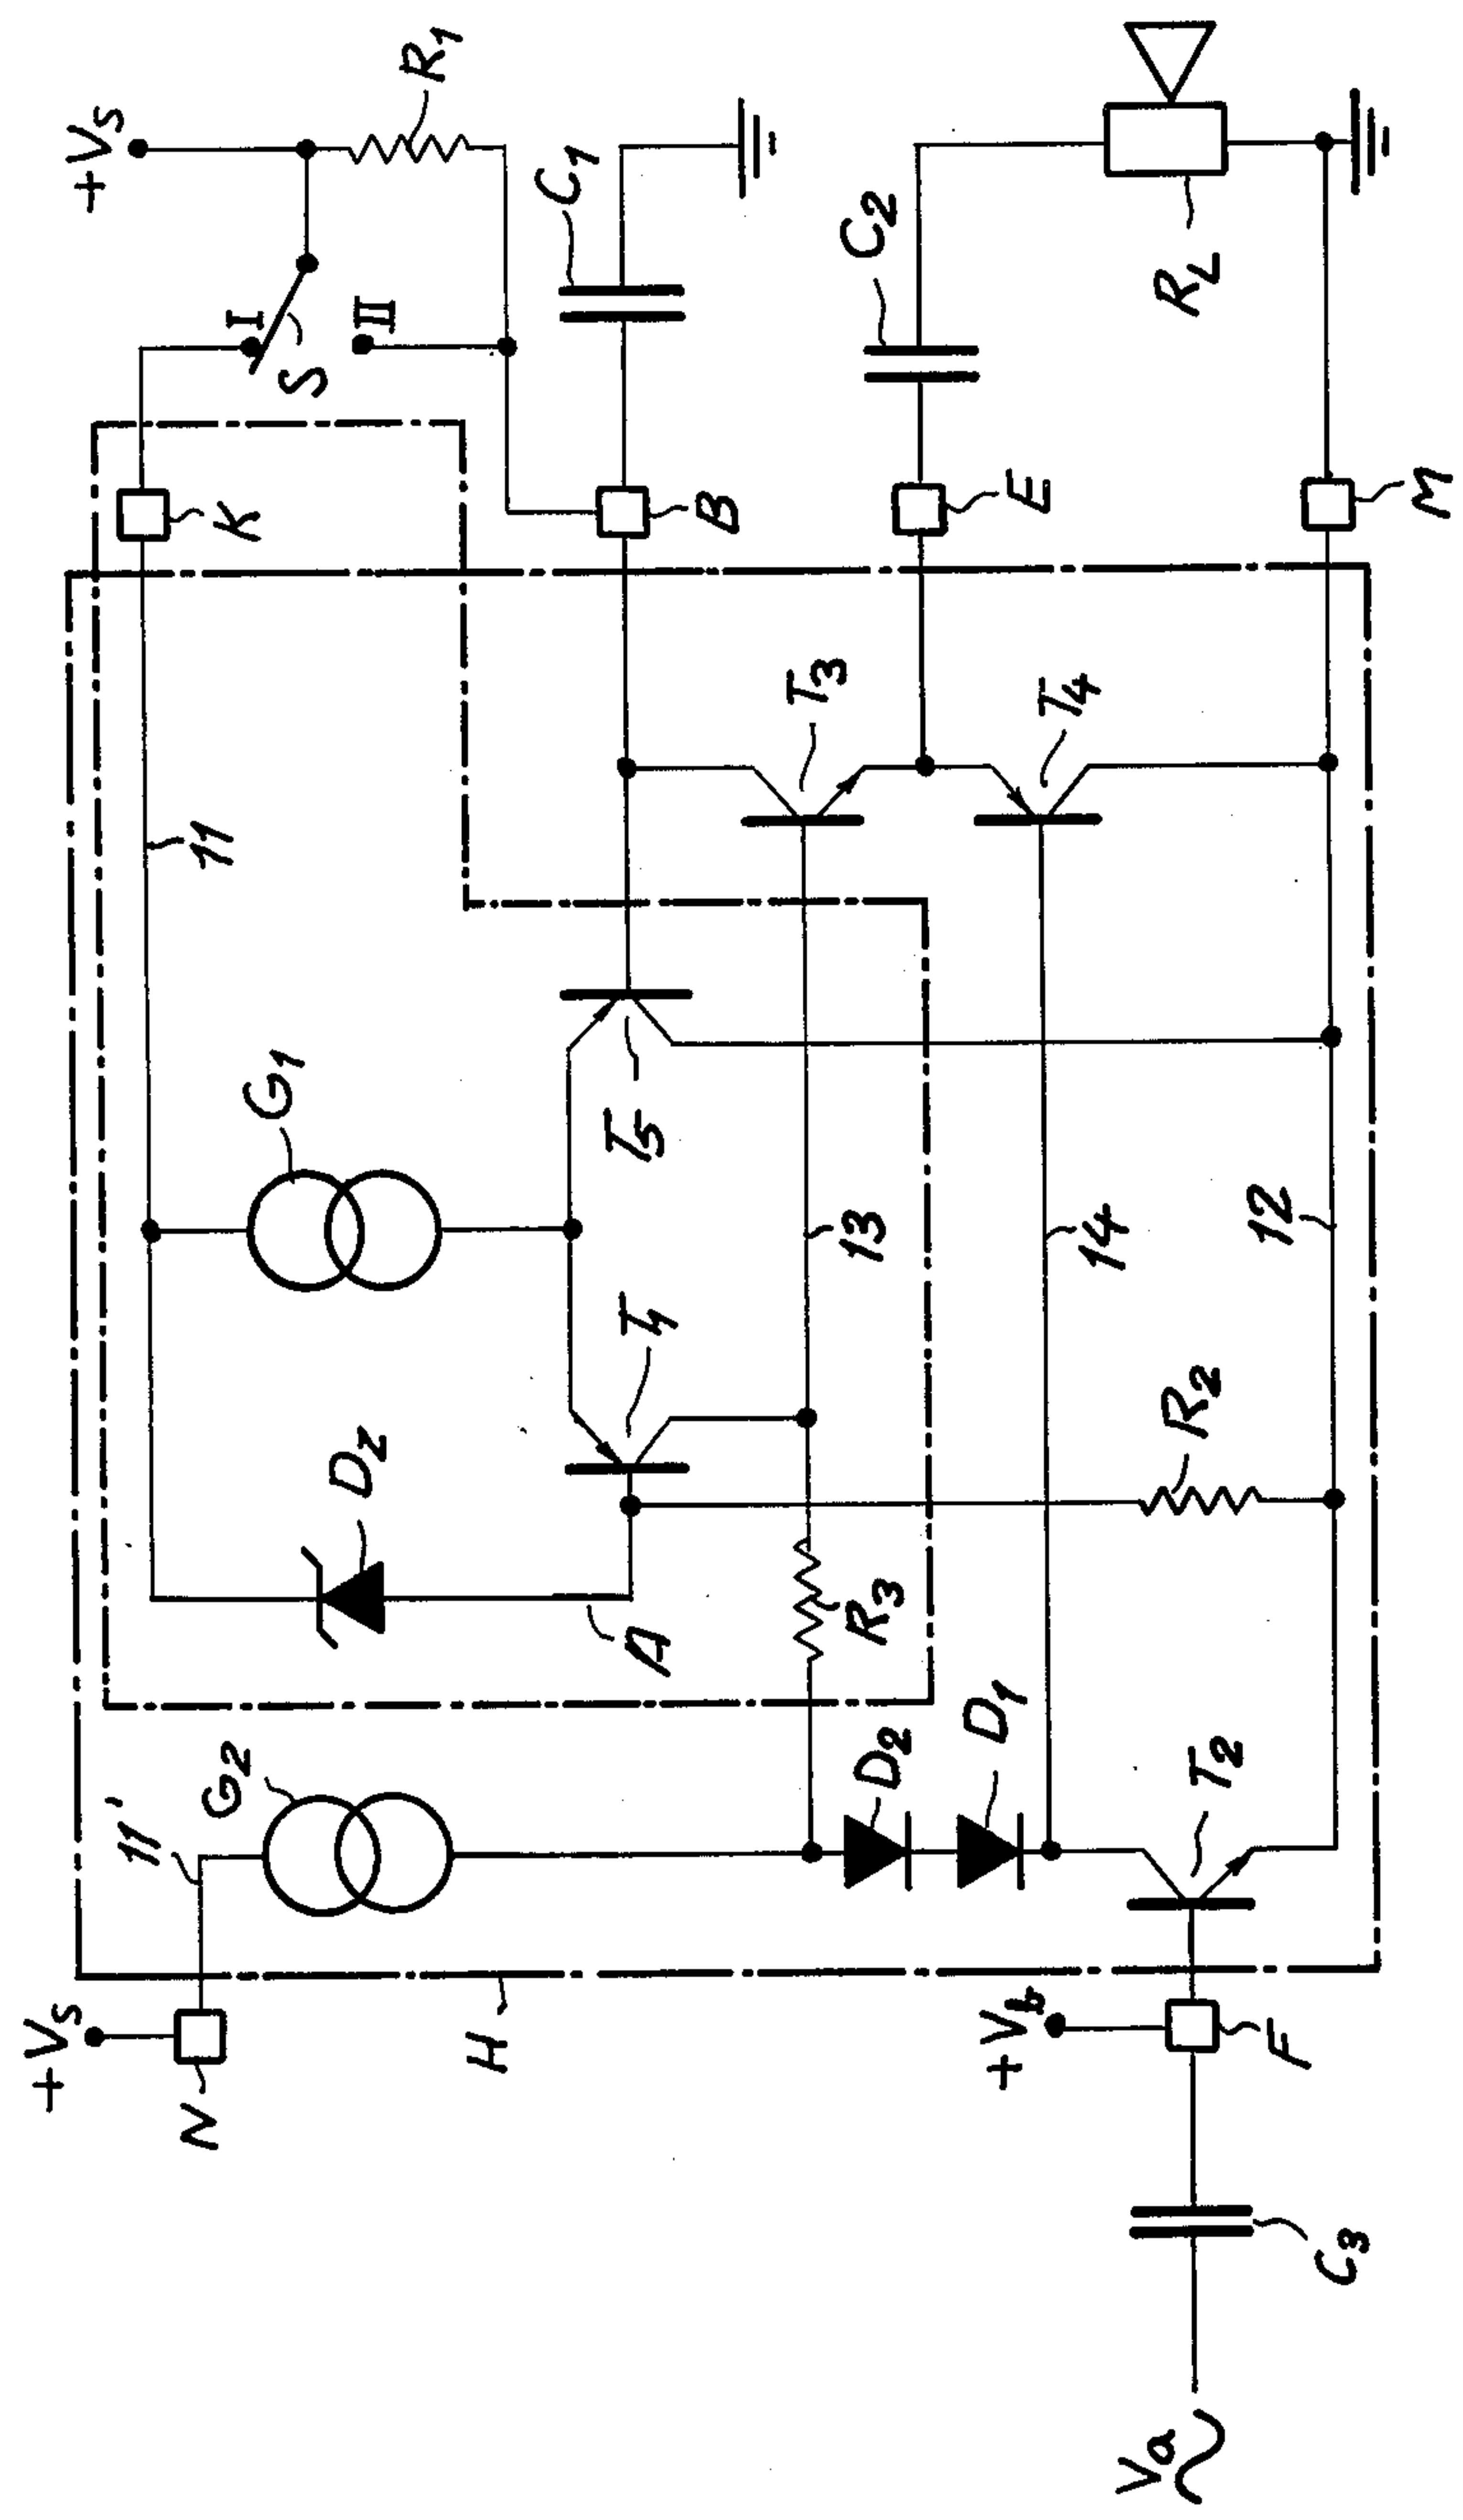 +Vs
+Vs
N
11'
11
K
I
S
II
R1
G2
G1
Dz
H
A
T4
T5
B
C1
R3
13
T3
D2
D1
C2
+Vb
14
T4
E
Va
T2
R2
12
RL
F
C3
M